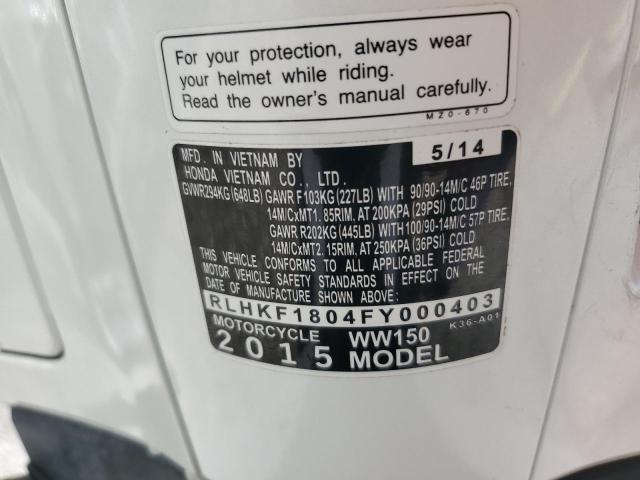 For your protection, always wear
your helmet while riding.
Read the owner's manual carefully.
MZ0-670
MFD. IN VIETNAM BY 5/14
HONDA VIETNAM CO., LTD.
GVWR294KG (648LB) GAWR F103KG (227LB) WITH 90/90-14M/C 46P TIRE,
14M/CxMT1. 85RIM, AT 200KPA (29PSI) COLD
GAWR R202KG (445LB) WITH 100/90-14M/C 57P TIRE,
14M/CxMT2. 15RIM, AT 250KPA (36PSI) COLD
THIS VEHICLE CONFORMS TO ALL APPLICABLE FEDERAL
MOTOR VEHICLE SAFETY STANDARDS IN EFFECT ON THE
DATE OF MANUFACTURE SHOWN ABOVE.
RLHKF1804FY000403
MOTORCYCLE WW150 K36-A01
2015 MODEL